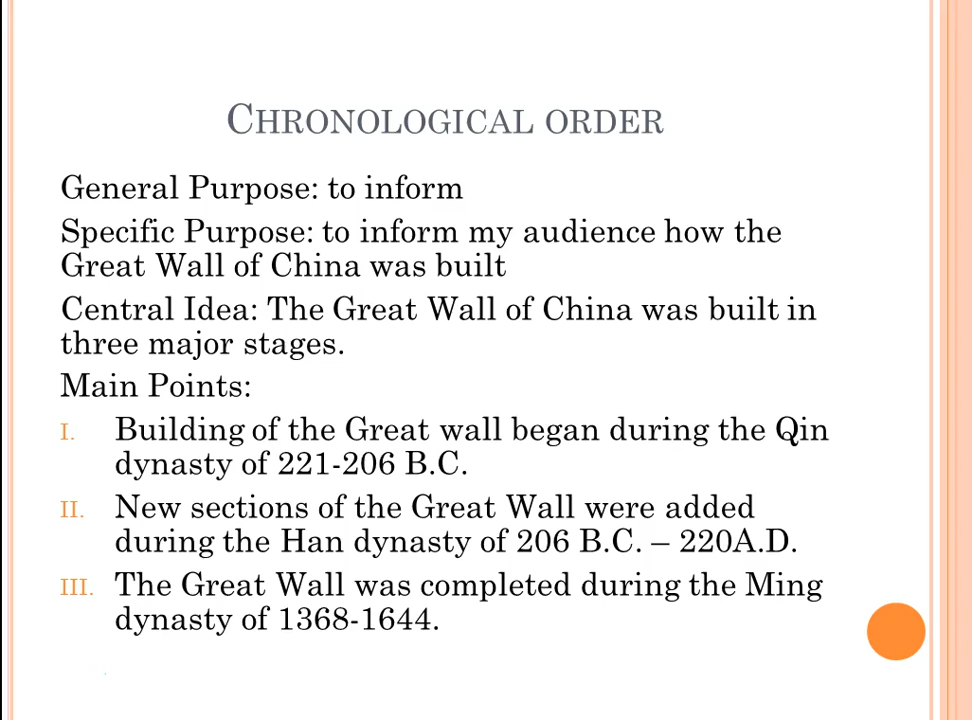 CHRONOLOGICAL ORDER
General Purpose: to inform
Specific Purpose: to inform my audience how the
Great Wall of China was built
Central Idea: The Great Wall of China was built in
three major stages.
Main Points:
I. Building of the Great wall began during the Qin
dynasty of 221-206 B.C.
II. New sections of the Great Wall were added
during the Han dynasty of 206 B.C. – 220A.D.
III. The Great Wall was completed during the Ming
dynasty of 1368-1644.